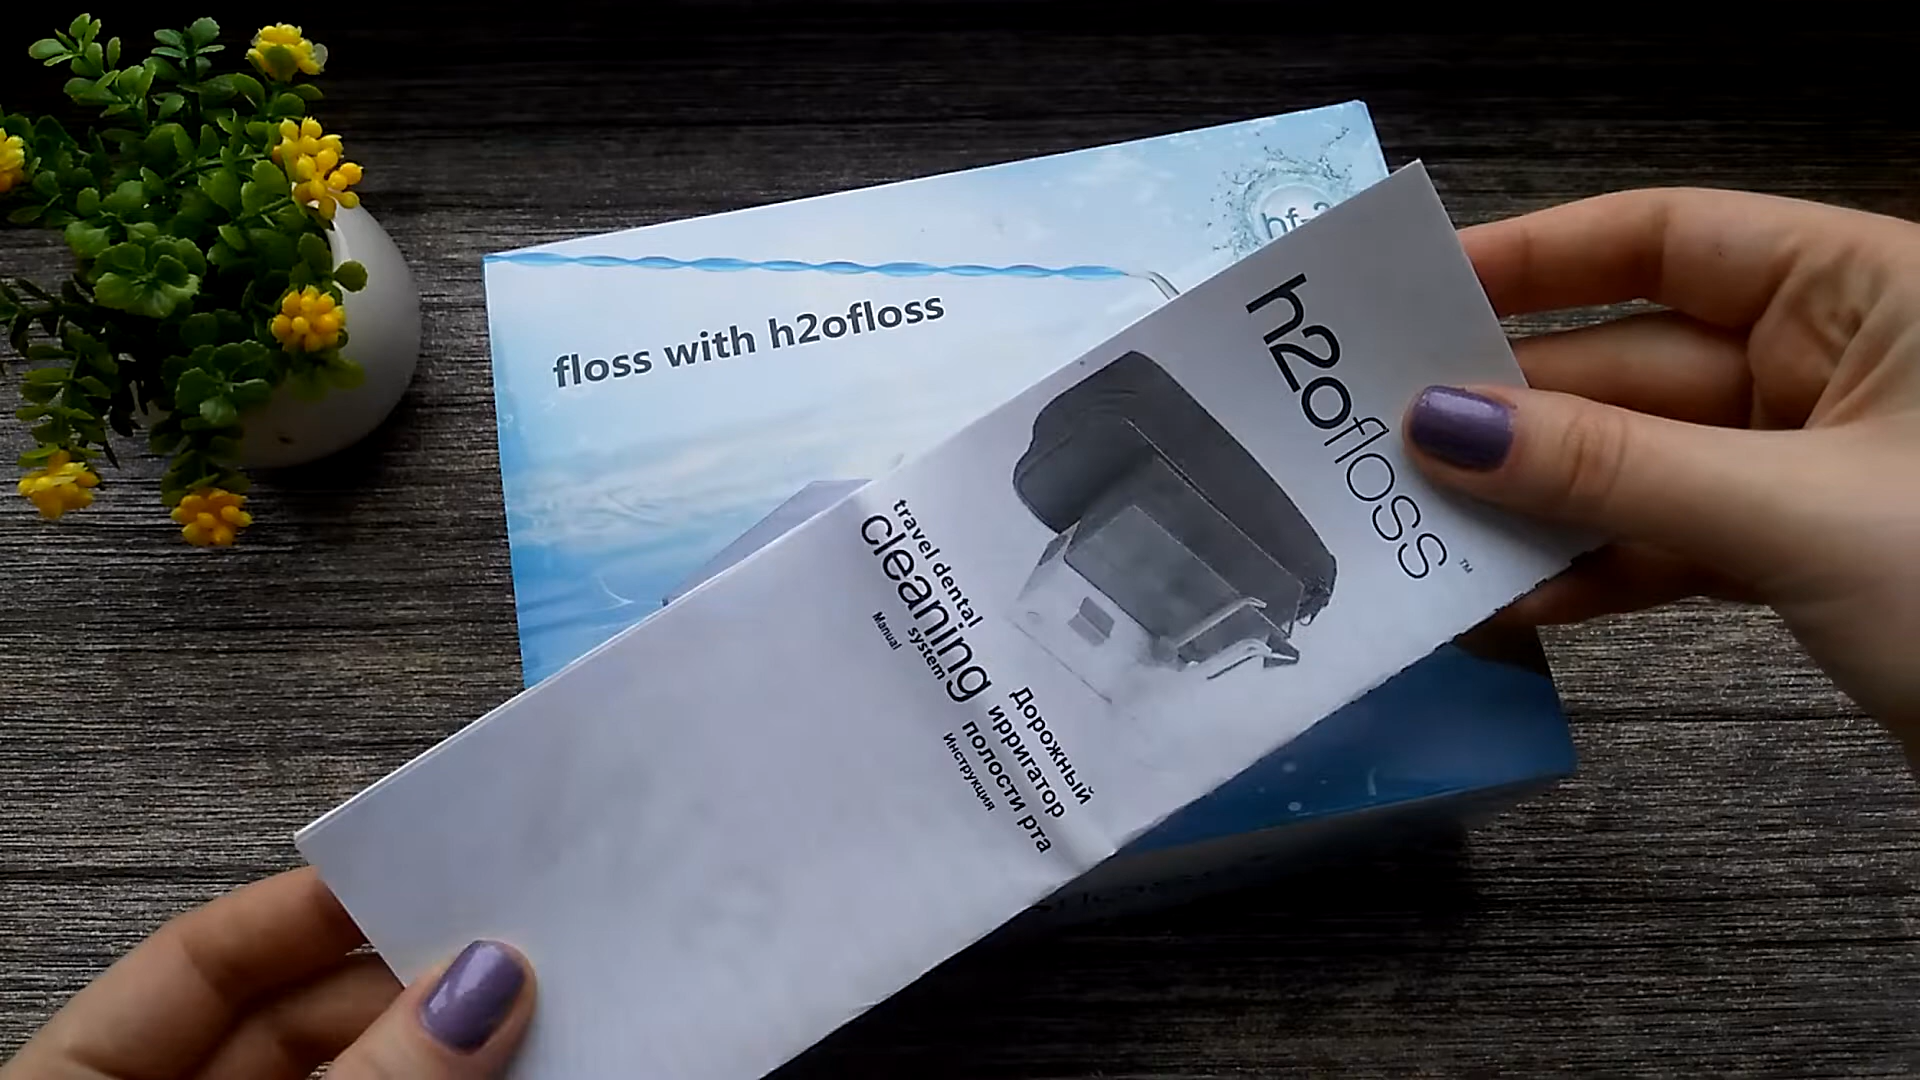 floss with h2ofloss
h2ofloss™
travel dental
cleaning
system
Manual
Дорожный
ирригатор
полости рта
Инструкция